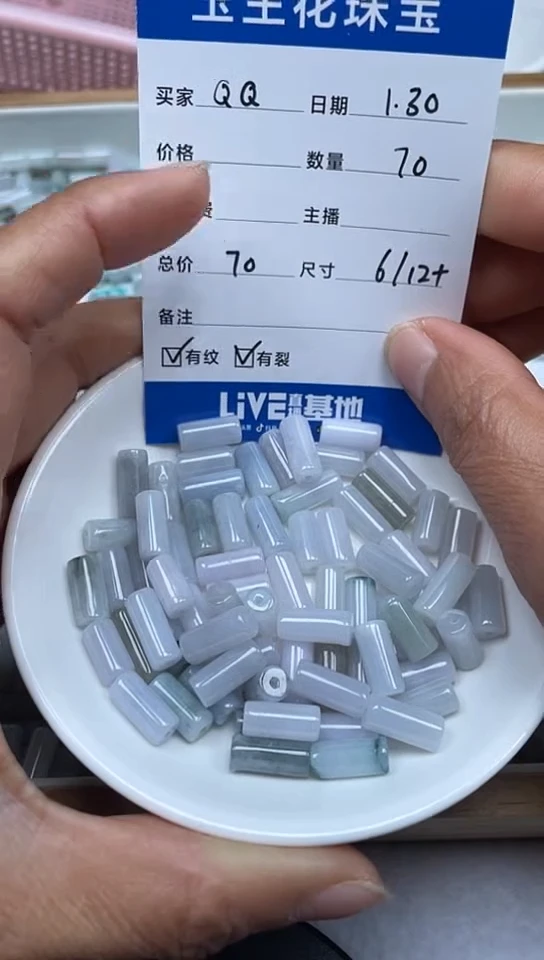 玉生花珠宝
买家 QQ 日期 1.30
价格 数量 70
费 主播
总价 70 尺寸 6/12+
备注
☑有纹 ☑有裂
LiVE 基地